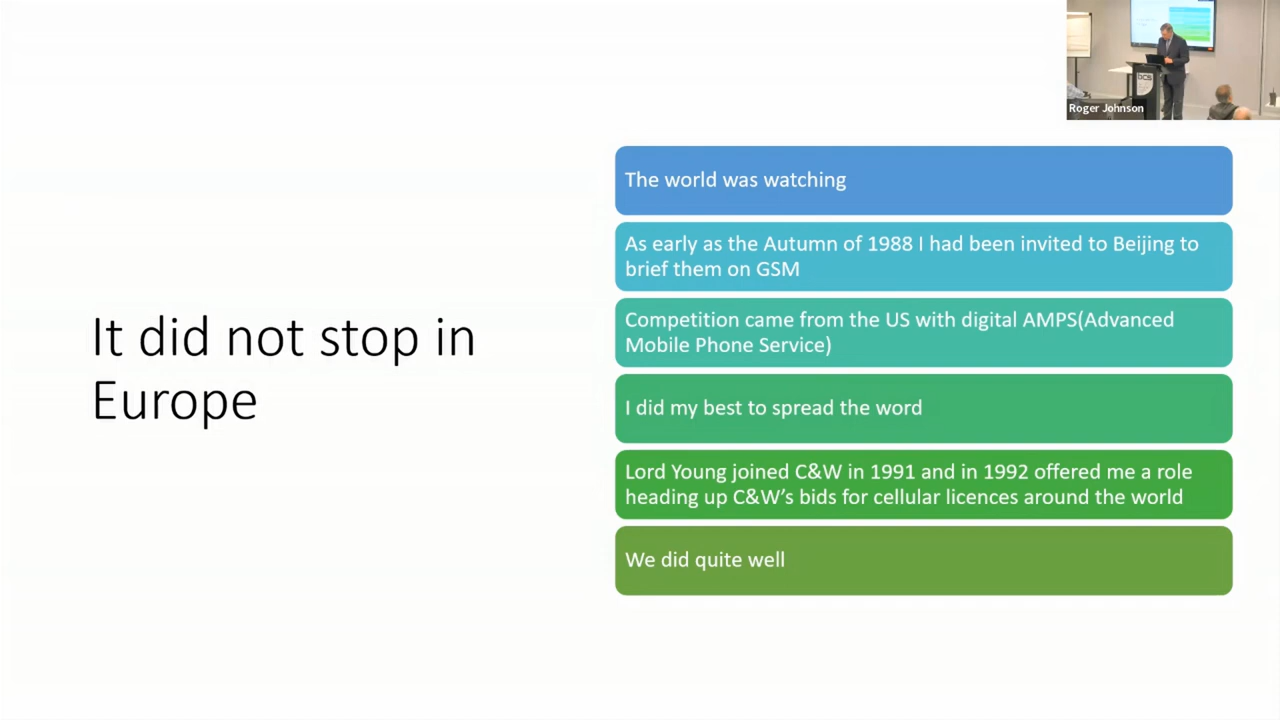 It did not stop in
Europe
The world was watching
As early as the Autumn of 1988 I had been invited to Beijing to
brief them on GSM
Competition came from the US with digital AMPS(Advanced
Mobile Phone Service)
I did my best to spread the word
Lord Young joined C&W in 1991 and in 1992 offered me a role
heading up C&W’s bids for cellular licences around the world
We did quite well
Roger Johnson
bcs